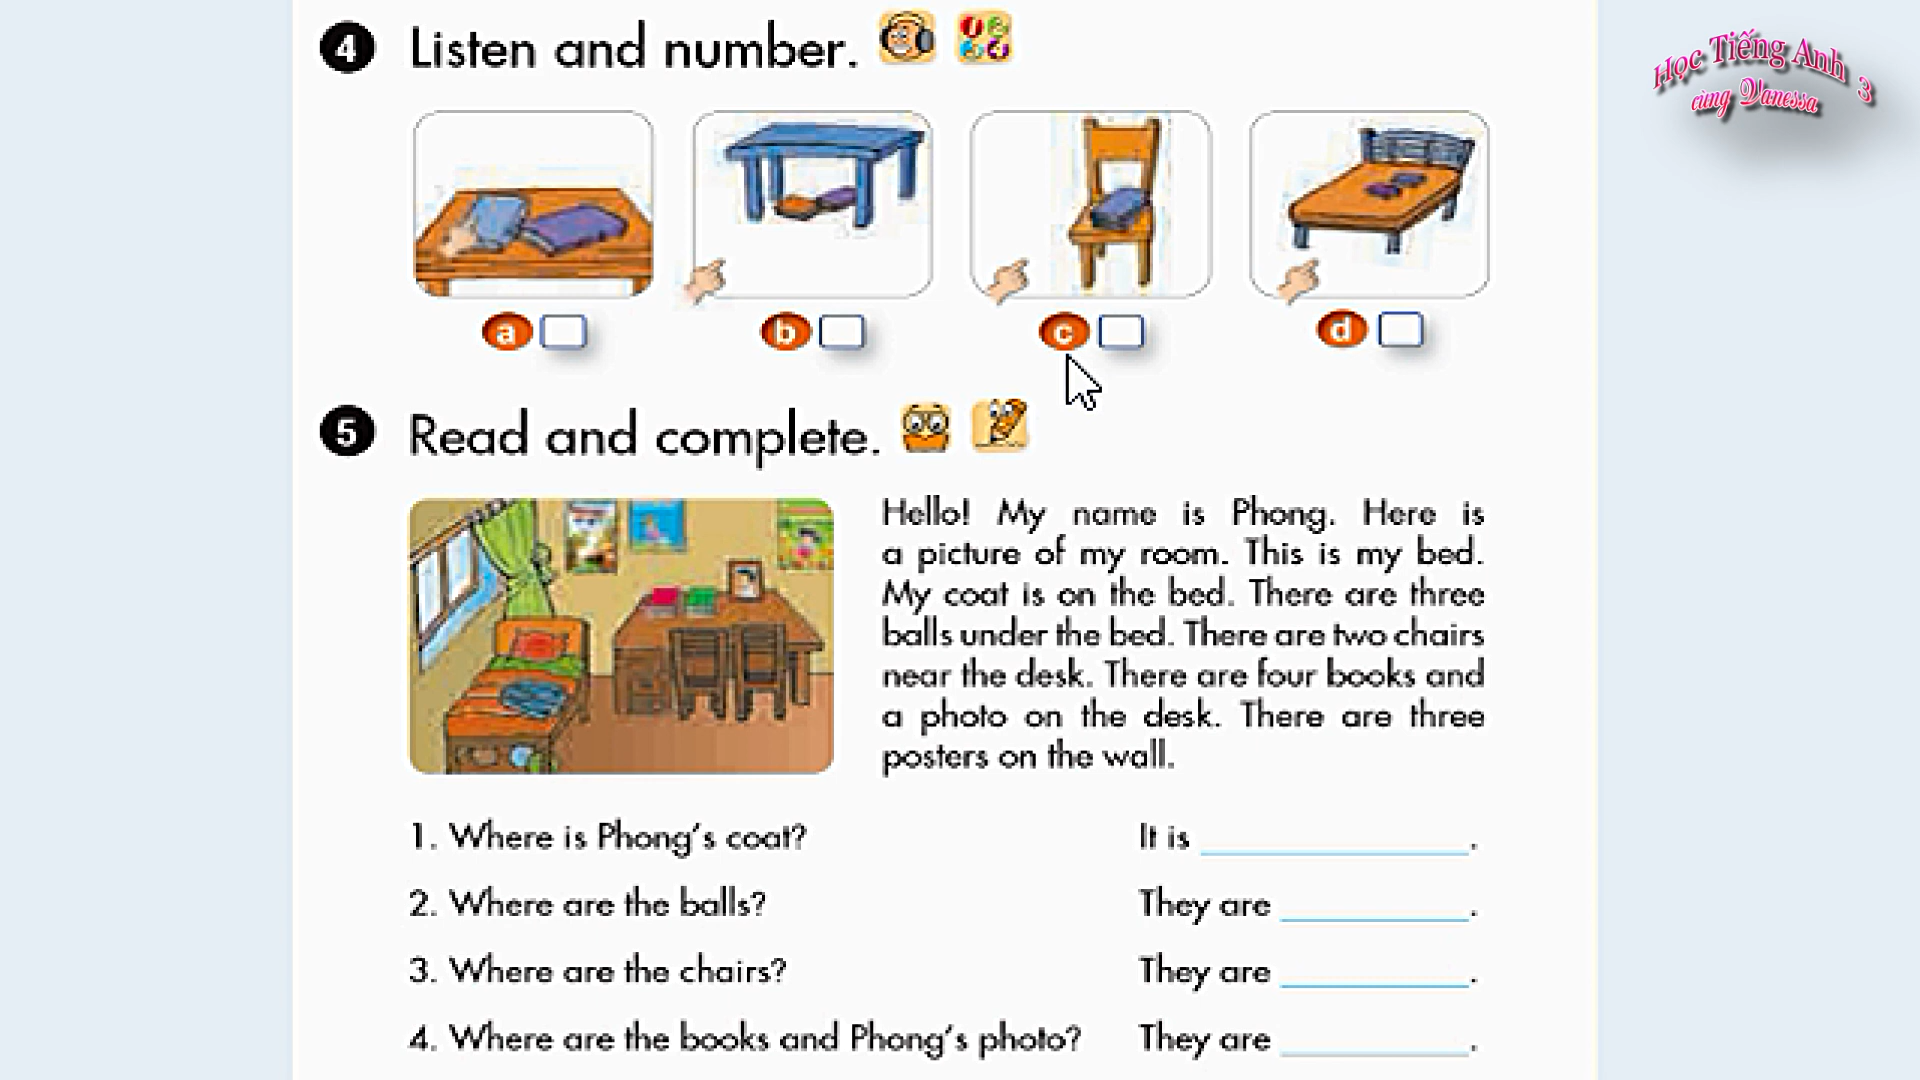 4 Listen and number.
Học Tiếng Anh 3
cùng Vanessa
a
b
c
d
5 Read and complete.
Hello! My name is Phong. Here is
a picture of my room. This is my bed.
My coat is on the bed. There are three
balls under the bed. There are two chairs
near the desk. There are four books and
a photo on the desk. There are three
posters on the wall.
1. Where is Phong's coat? It is ____________.
2. Where are the balls? They are ____________.
3. Where are the chairs? They are ____________.
4. Where are the books and Phong's photo? They are ____________.